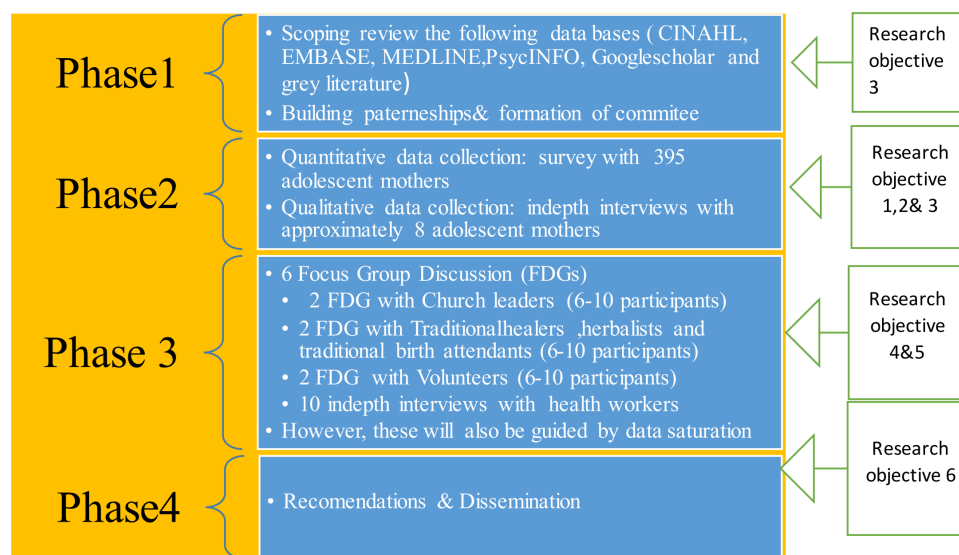 Phase1
• Scoping review the following data bases ( CINAHL,
EMBASE, MEDLINE,PsycINFO, Googlescholar and
grey literature)
• Building paterneships& formation of commitee
Research
objective
3
Phase2
• Quantitative data collection: survey with 395
adolescent mothers
• Qualitative data collection: indepth interviews with
approximately 8 adolescent mothers
Research
objective
1,2& 3
Phase 3
• 6 Focus Group Discussion (FDGs)
• 2 FDG with Church leaders (6-10 participants)
• 2 FDG with Traditionalhealers ,herbalists and
traditional birth attendants (6-10 participants)
• 2 FDG with Volunteers (6-10 participants)
• 10 indepth interviews with health workers
• However, these will also be guided by data saturation
Research
objective
4&5
Phase4
• Recomendations & Dissemination
Research
objective 6